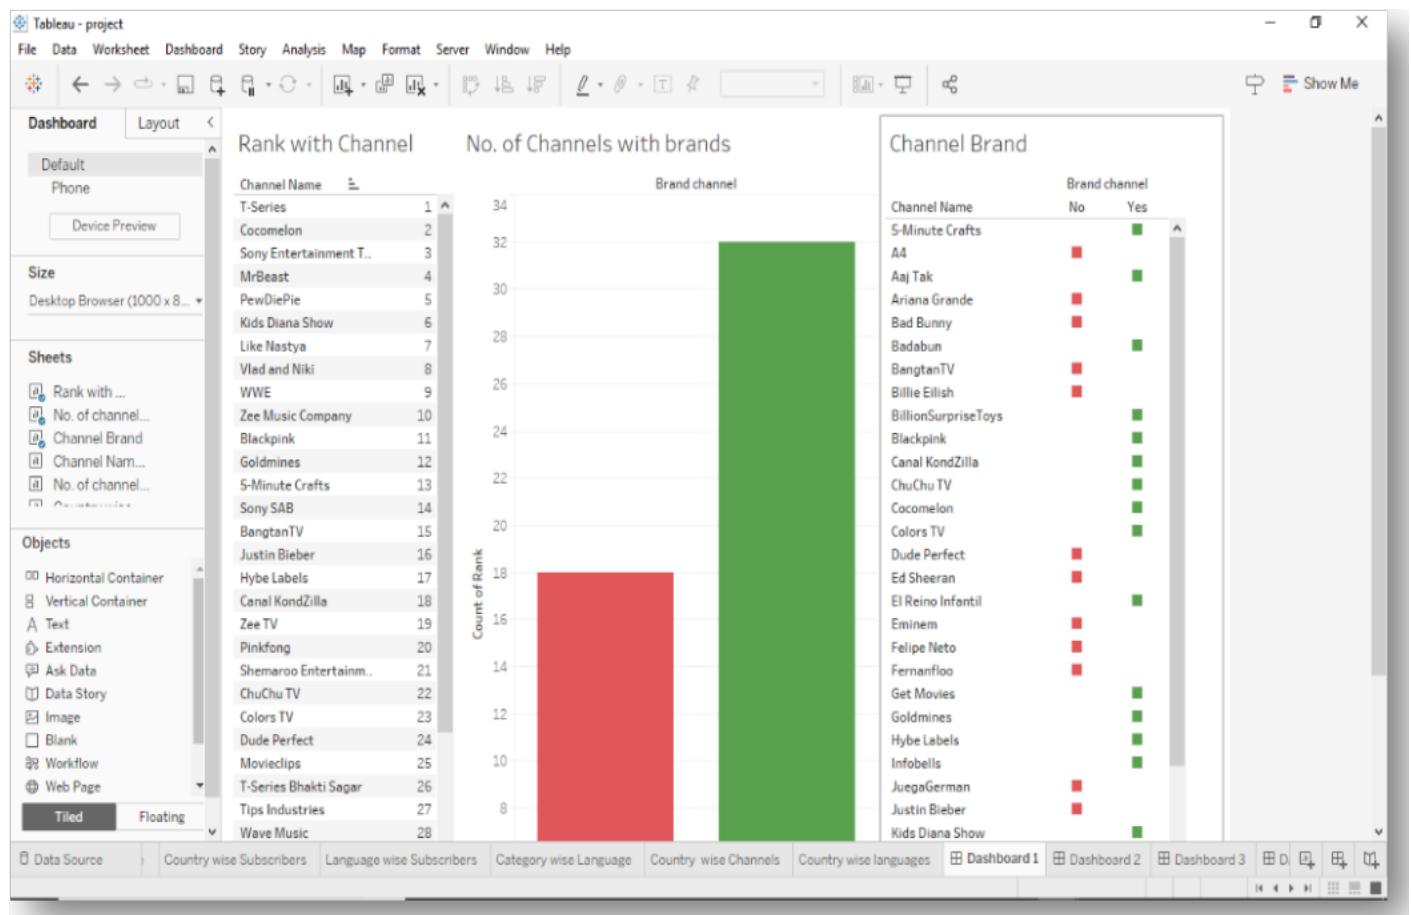 Tableau - project
File Data Worksheet Dashboard Story Analysis Map Format Server Window Help
Show Me
Dashboard Layout
Default
Phone
Device Preview
Size
Desktop Browser (1000 x 8...
Sheets
Rank with ...
No. of channel...
Channel Brand
Channel Nam...
No. of channel...
Objects
Horizontal Container
Vertical Container
Text
Extension
Ask Data
Data Story
Image
Blank
Workflow
Web Page
Tiled Floating
Rank with Channel
Channel Name
T-Series 1
Cocomelon 2
Sony Entertainment T.. 3
MrBeast 4
PewDiePie 5
Kids Diana Show 6
Like Nastya 7
Vlad and Niki 8
WWE 9
Zee Music Company 10
Blackpink 11
Goldmines 12
5-Minute Crafts 13
Sony SAB 14
BangtanTV 15
Justin Bieber 16
Hybe Labels 17
Canal KondZilla 18
Zee TV 19
Pinkfong 20
Shemaroo Entertainm.. 21
ChuChu TV 22
Colors TV 23
Dude Perfect 24
Movieclips 25
T-Series Bhakti Sagar 26
Tips Industries 27
Wave Music 28
No. of Channels with brands
Brand channel
34
32
30
28
26
24
22
20
18
16
14
12
10
8
Count of Rank
Channel Brand
Brand channel
Channel Name No Yes
5-Minute Crafts
A4
Aaj Tak
Ariana Grande
Bad Bunny
Badabun
BangtanTV
Billie Eilish
BillionSurpriseToys
Blackpink
Canal KondZilla
ChuChu TV
Cocomelon
Colors TV
Dude Perfect
Ed Sheeran
El Reino Infantil
Eminem
Felipe Neto
Fernanfloo
Get Movies
Goldmines
Hybe Labels
Infobells
JuegaGerman
Justin Bieber
Kids Diana Show
Data Source Country wise Subscribers Language wise Subscribers Category wise Language Country wise Channels Country wise languages Dashboard 1 Dashboard 2 Dashboard 3 D